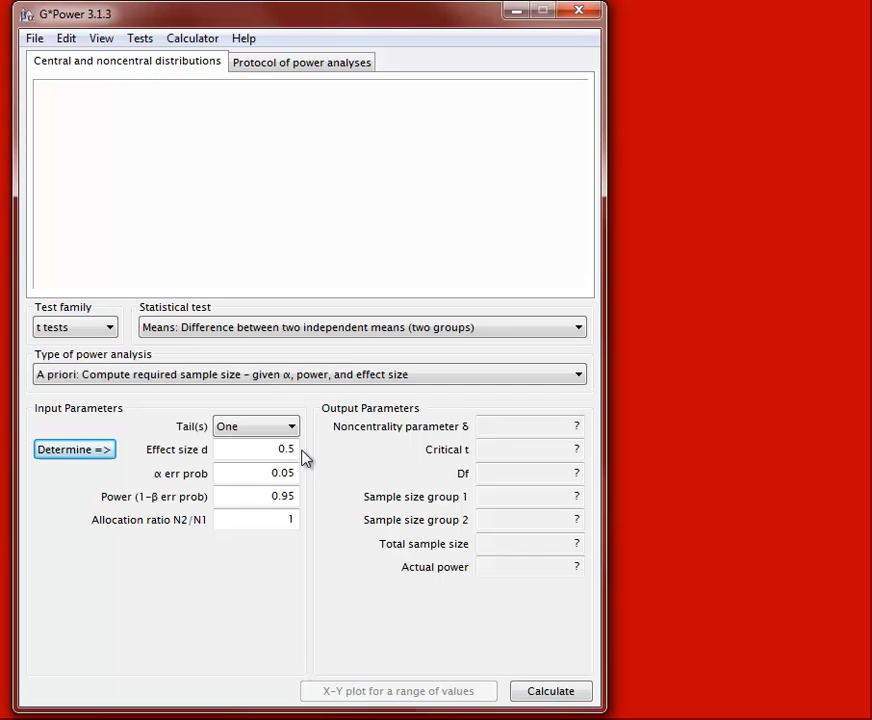 G*Power 3.1.3
File Edit View Tests Calculator Help
Central and noncentral distributions Protocol of power analyses
Test family Statistical test
t tests Means: Difference between two independent means (two groups)
Type of power analysis
A priori: Compute required sample size – given α, power, and effect size
Input Parameters Output Parameters
Tail(s) One Noncentrality parameter δ ?
Determine => Effect size d 0.5 Critical t ?
α err prob 0.05 Df ?
Power (1-β err prob) 0.95 Sample size group 1 ?
Allocation ratio N2/N1 1 Sample size group 2 ?
Total sample size ?
Actual power ?
X-Y plot for a range of values Calculate